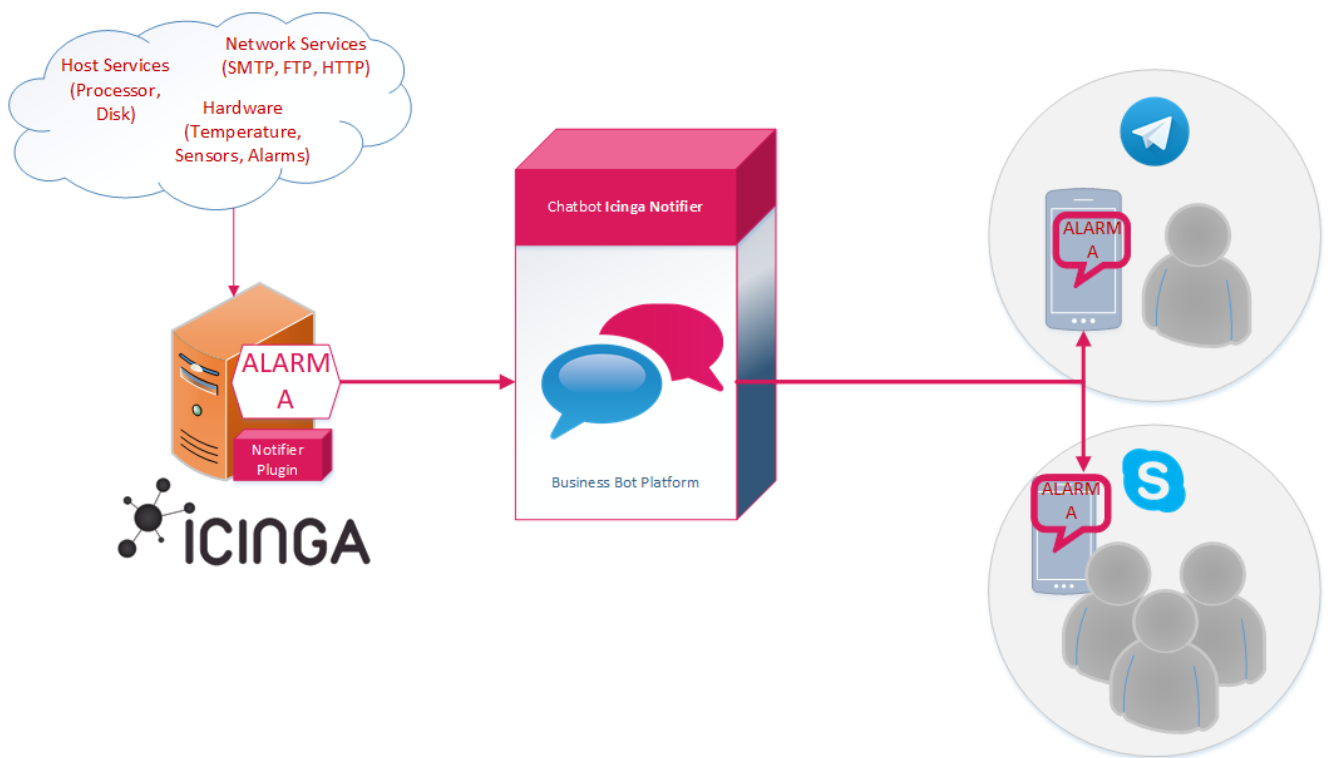 Network Services
(SMTP, FTP, HTTP)
Host Services
(Processor,
Disk)
Hardware
(Temperature,
Sensors, Alarms)
Chatbot Icinga Notifier
Business Bot Platform
ALARM
A
Notifier
Plugin
ICINGA
ALARM
A
S
ALARM
A